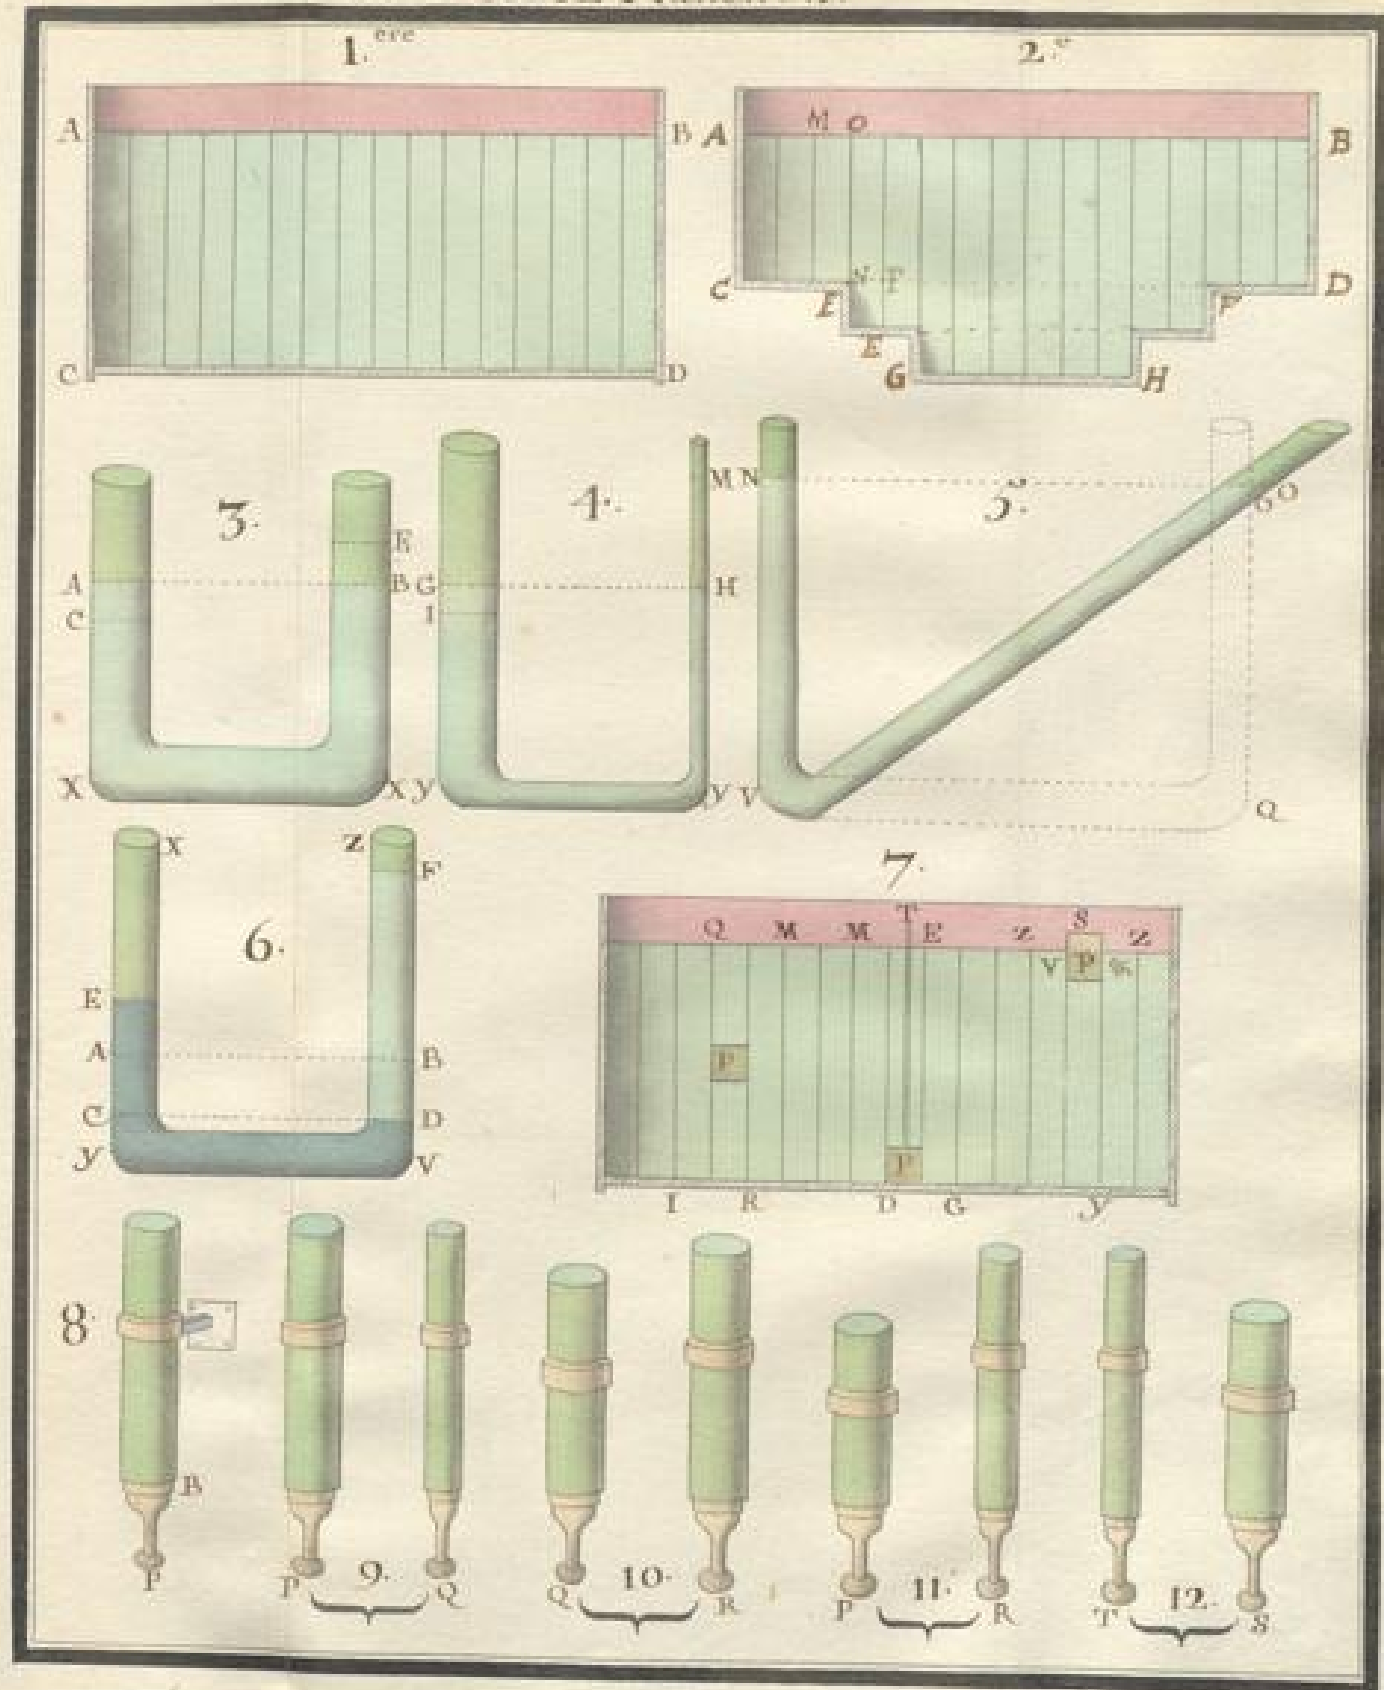 1.ere 2.e
A B A M O B
C E N P F D
E
C D G H
3. 4. 5.e
M N O
E
A B G H
C I
X X Y Y V Q
X Z F
6. 7.
Q M M T E Z S Z
V P &
E
A B P
C D
Y V P
I R D G Y
8.
B
P P 9. Q Q 10. R P 11. R T 12. S